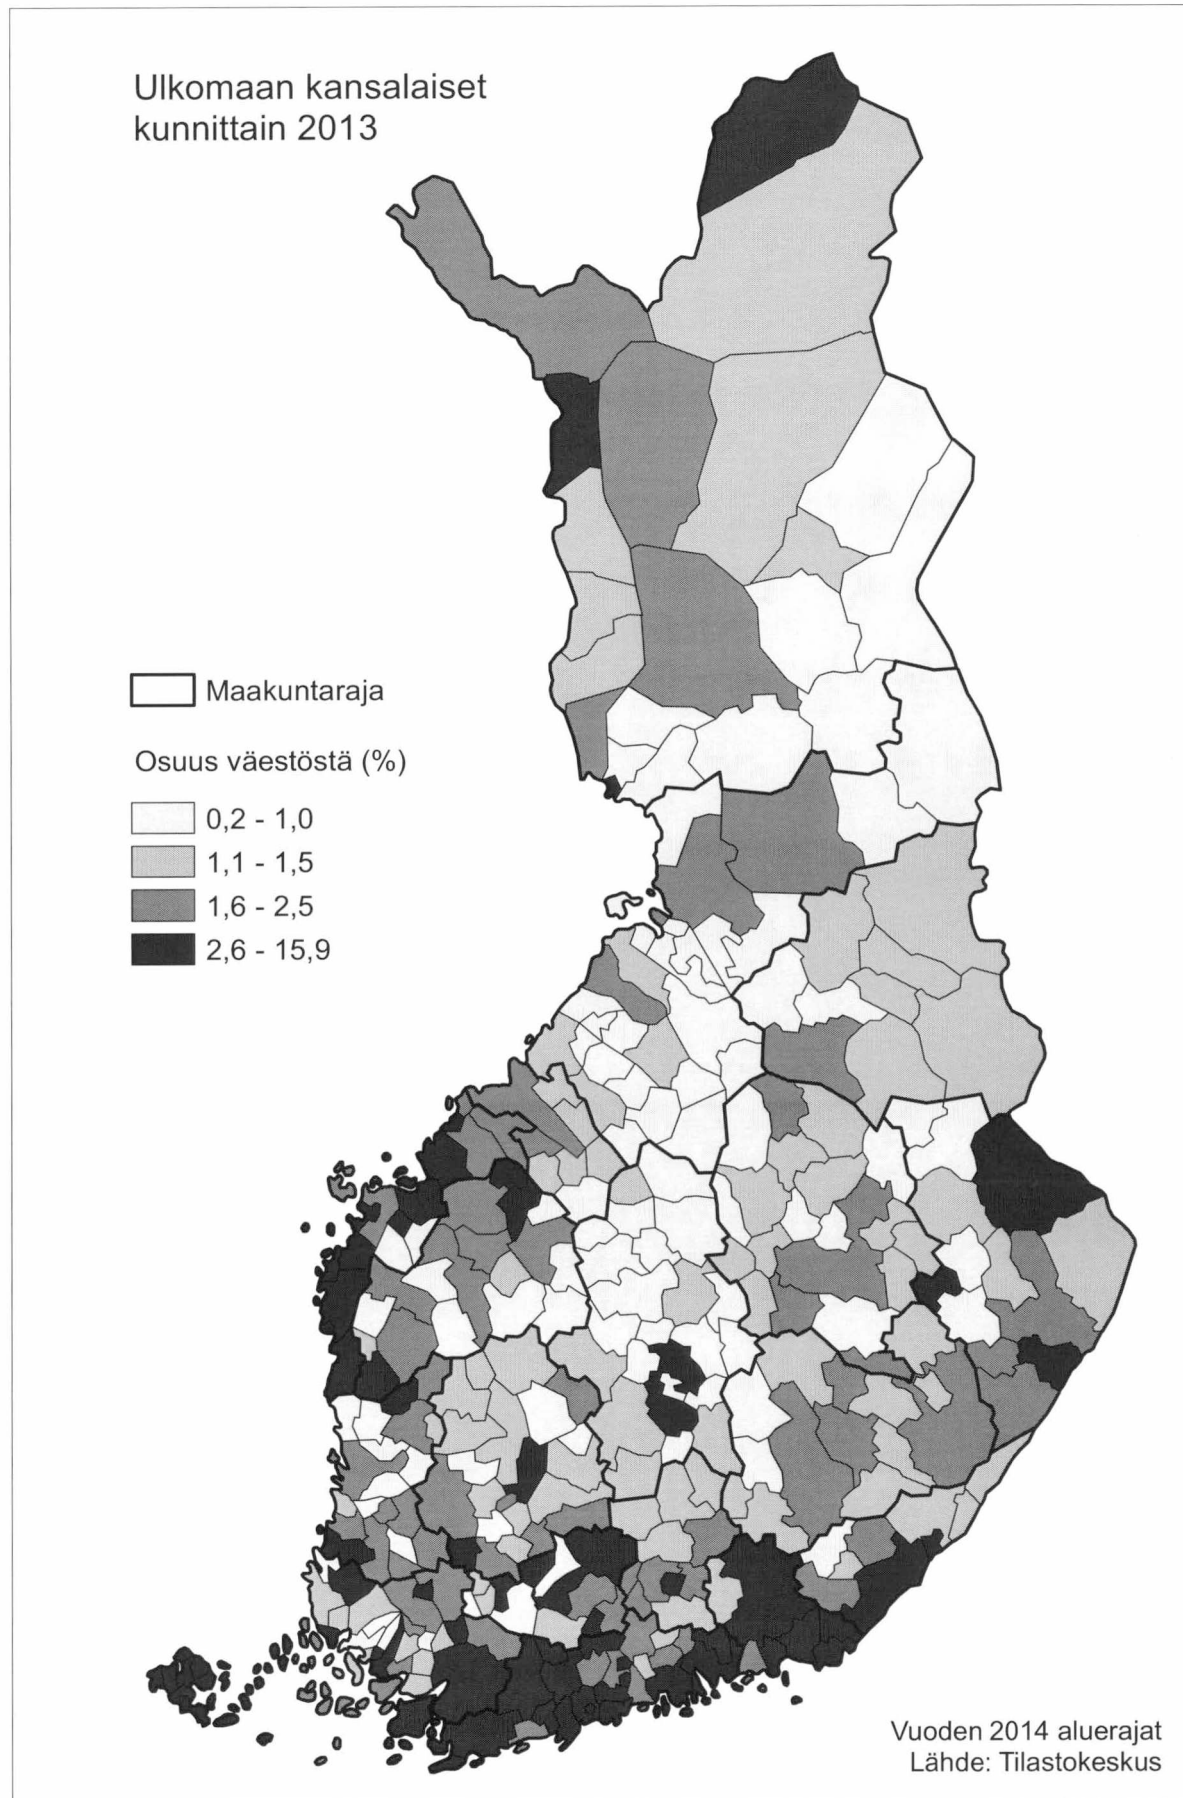 Ulkomaan kansalaiset
kunnittain 2013
Maakuntaraja
Osuus väestöstä (%)
0,2 - 1,0
1,1 - 1,5
1,6 - 2,5
2,6 - 15,9
Vuoden 2014 aluerajat
Lähde: Tilastokeskus